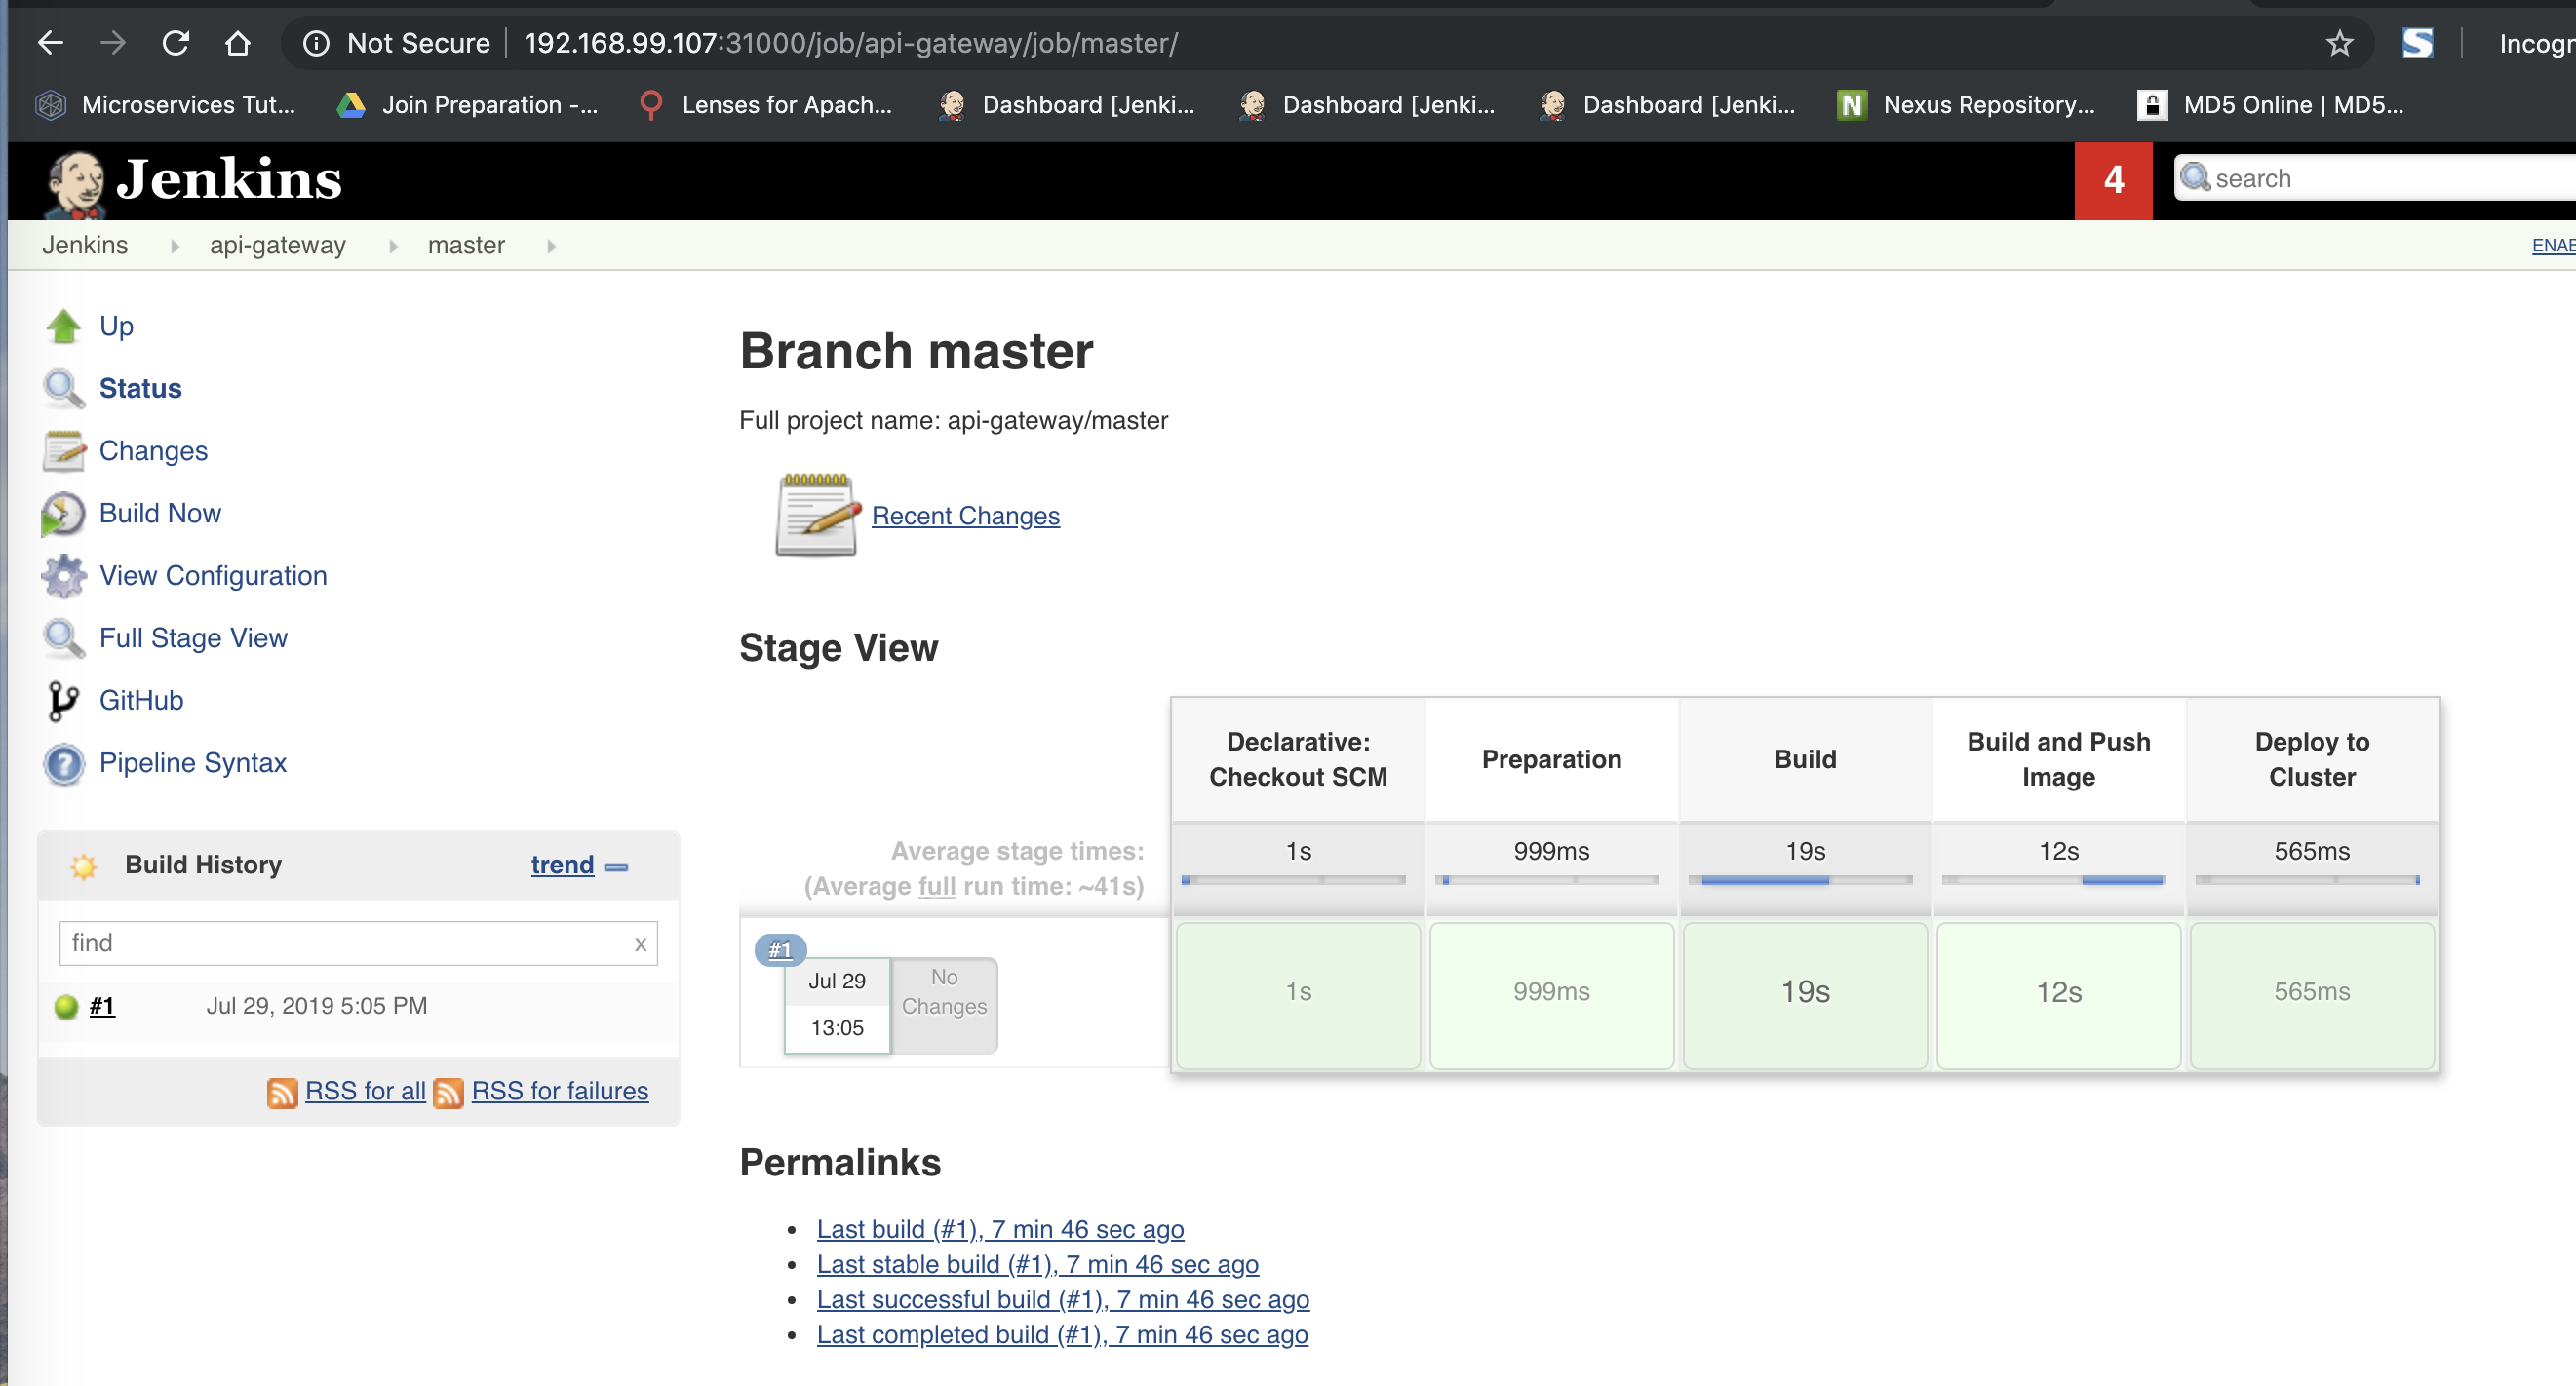 Not Secure 192.168.99.107:31000/job/api-gateway/job/master/
Incogn
Microservices Tut... Join Preparation -... Lenses for Apach... Dashboard [Jenki... Dashboard [Jenki... Dashboard [Jenki... Nexus Repository... MD5 Online | MD5...
Jenkins
4
search
Jenkins api-gateway master
ENAB
Up
Status
Changes
Build Now
View Configuration
Full Stage View
GitHub
Pipeline Syntax
Build History trend
find x
#1 Jul 29, 2019 5:05 PM
RSS for all RSS for failures
Branch master
Full project name: api-gateway/master
Recent Changes
Stage View
Declarative:
Checkout SCM
Preparation
Build
Build and Push
Image
Deploy to
Cluster
Average stage times:
(Average full run time: ~41s)
1s 999ms 19s 12s 565ms
#1
Jul 29
13:05
No
Changes
1s 999ms 19s 12s 565ms
Permalinks
Last build (#1), 7 min 46 sec ago
Last stable build (#1), 7 min 46 sec ago
Last successful build (#1), 7 min 46 sec ago
Last completed build (#1), 7 min 46 sec ago